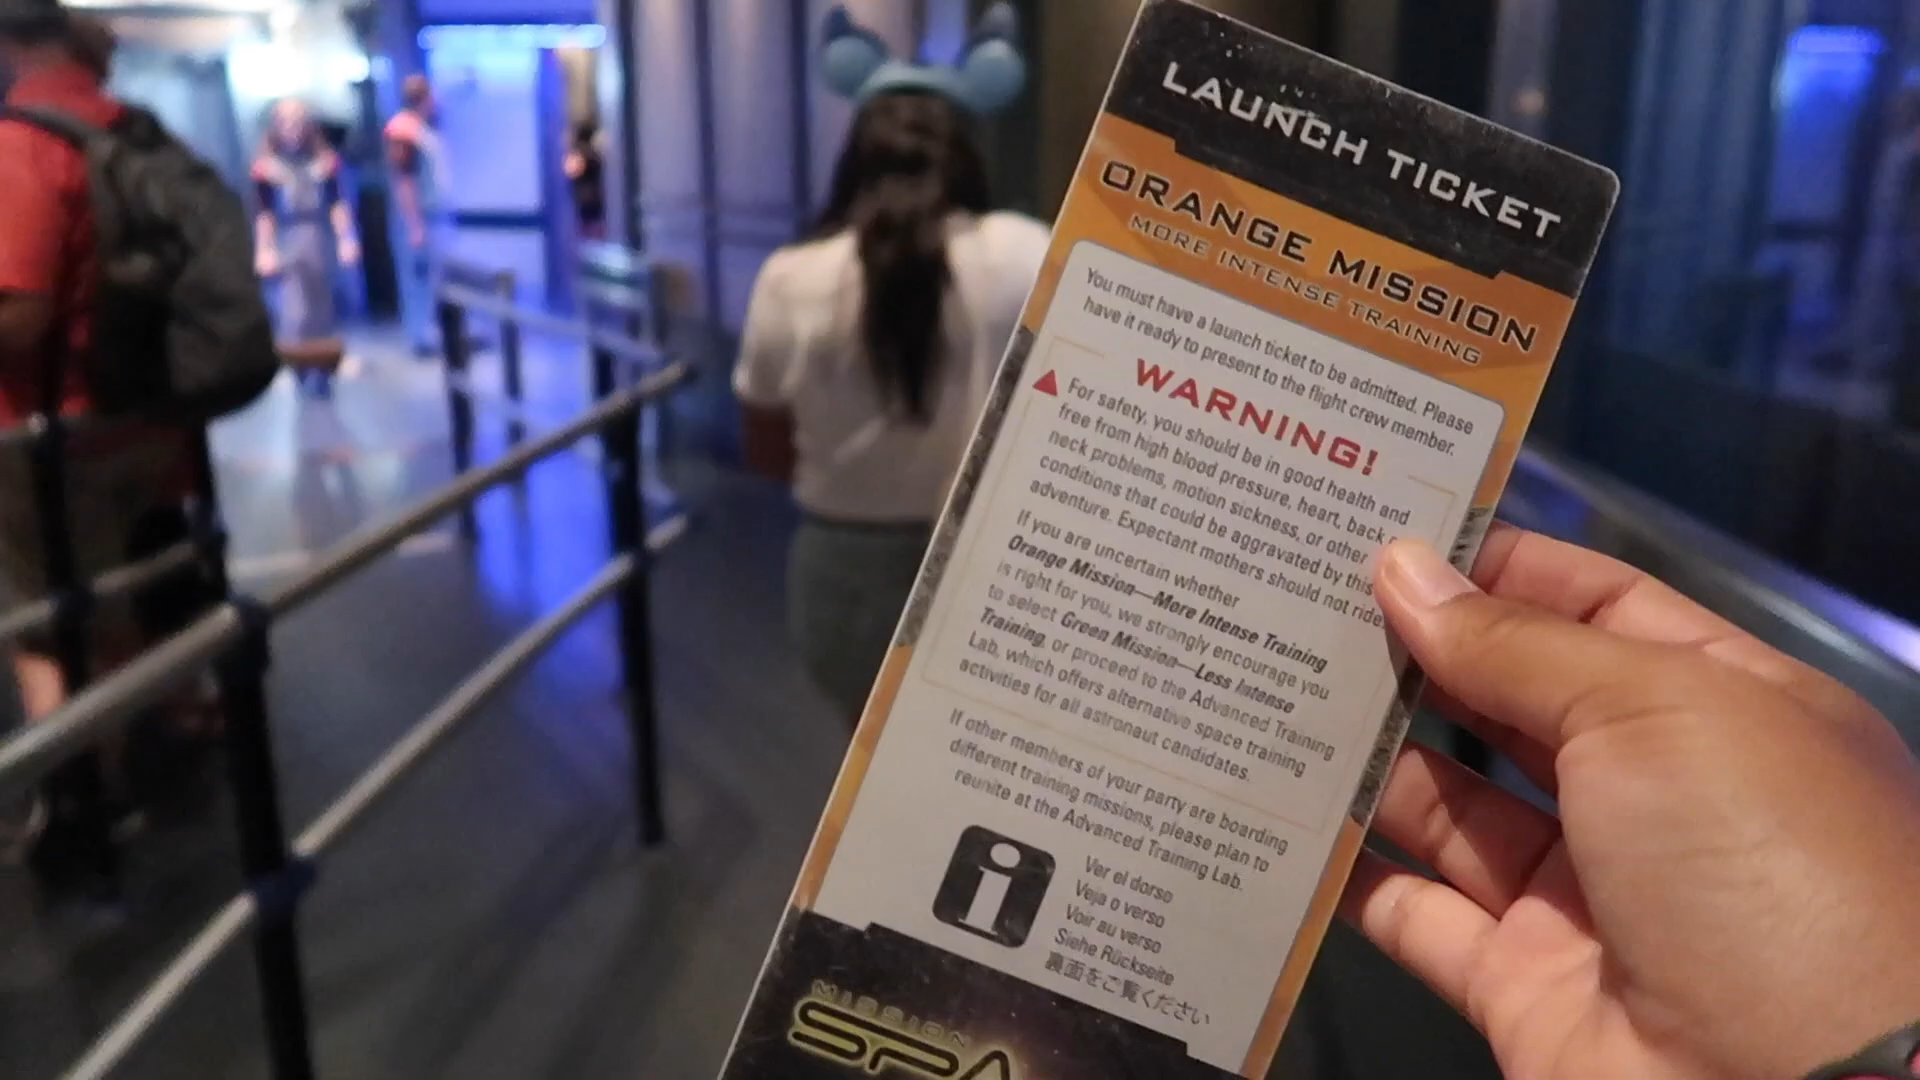 LAUNCH TICKET
ORANGE MISSION
MORE INTENSE TRAINING
You must have a launch ticket to be admitted. Please
have it ready to present to the flight crew member.
WARNING!
For safety, you should be in good health and
free from high blood pressure, heart, back
neck problems, motion sickness, or other
conditions that could be aggravated by this
adventure. Expectant mothers should not ride.
If you are uncertain whether
Orange Mission—More Intense Training
is right for you, we strongly encourage you
to select Green Mission—Less Intense
Training, or proceed to the Advanced Training
Lab, which offers alternative space training
activities for all astronaut candidates.
If other members of your party are boarding
different training missions, please plan to
reunite at the Advanced Training Lab.
i
Ver el dorso
Veja o verso
Voir au verso
Siehe Rückseite
裏面をご覧ください
MISSION
SPA